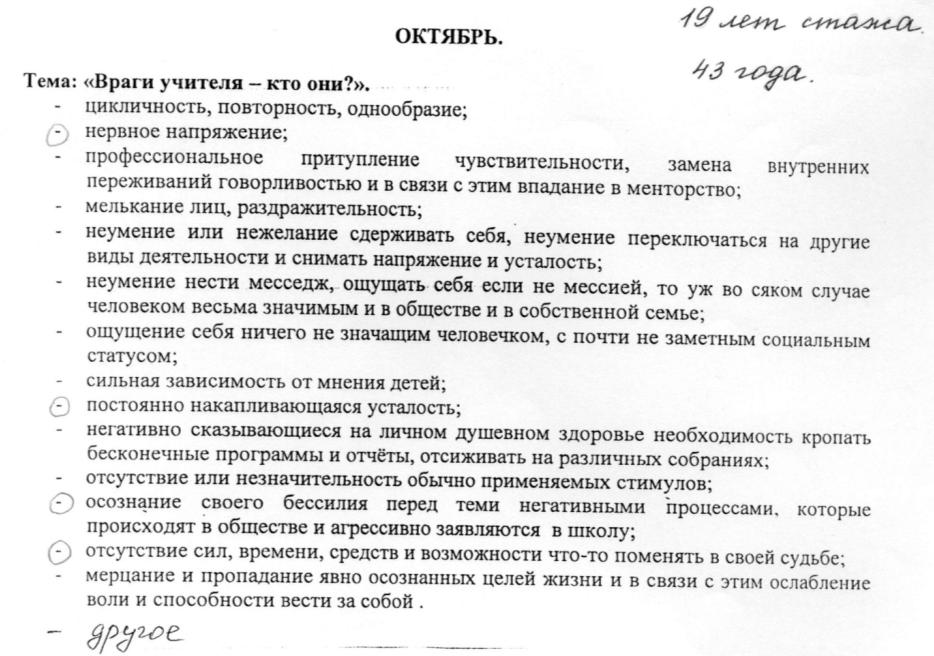 19 лет стажа.
ОКТЯБРЬ.
43 года.
Тема: «Враги учителя – кто они?».
- цикличность, повторность, однообразие;
- нервное напряжение;
- профессиональное притупление чувствительности, замена внутренних
переживаний говорливостью и в связи с этим впадание в менторство;
- мелькание лиц, раздражительность;
- неумение или нежелание сдерживать себя, неумение переключаться на другие
виды деятельности и снимать напряжение и усталость;
- неумение нести месседж, ощущать себя если не мессией, то уж во сяком случае
человеком весьма значимым и в обществе и в собственной семье;
- ощущение себя ничего не значащим человечком, с почти не заметным социальным
статусом;
- сильная зависимость от мнения детей;
- постоянно накапливающаяся усталость;
- негативно сказывающиеся на личном душевном здоровье необходимость кропать
бесконечные программы и отчёты, отсиживать на различных собраниях;
- отсутствие или незначительность обычно применяемых стимулов;
- осознание своего бессилия перед теми негативными процессами, которые
происходят в обществе и агрессивно заявляются в школу;
- отсутствие сил, времени, средств и возможности что-то поменять в своей судьбе;
- мерцание и пропадание явно осознанных целей жизни и в связи с этим ослабление
воли и способности вести за собой .
- другое